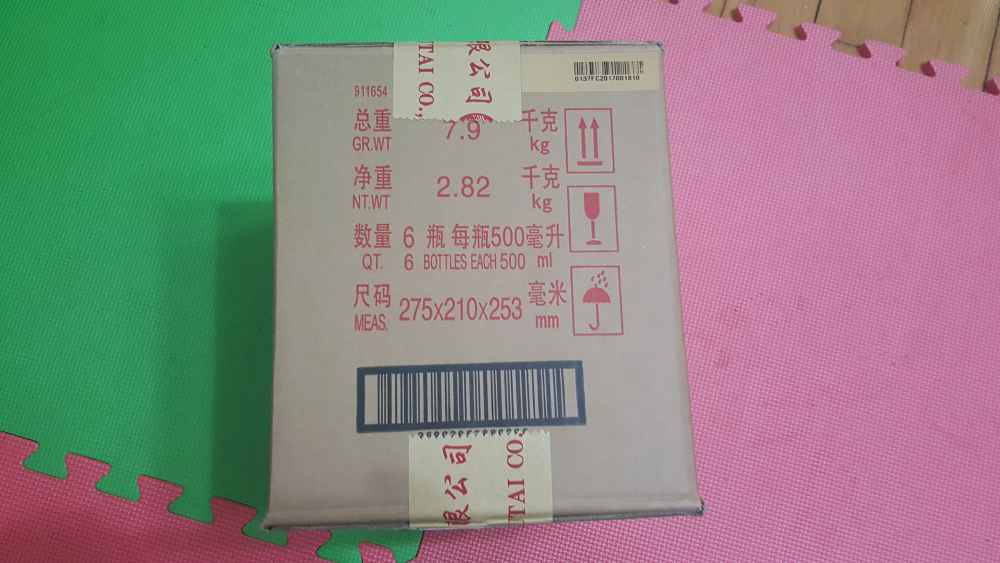 限公司(
TAI CO.,
0137FC2017001810
911654
总重 7.9 千克
GR.WT kg
净重 2.82 千克
NT.WT kg
数量 6 瓶 每瓶500毫升
QT. 6 BOTTLES EACH 500 ml
尺码 275x210x253 毫米
MEAS. mm
限公司
TAI CO.